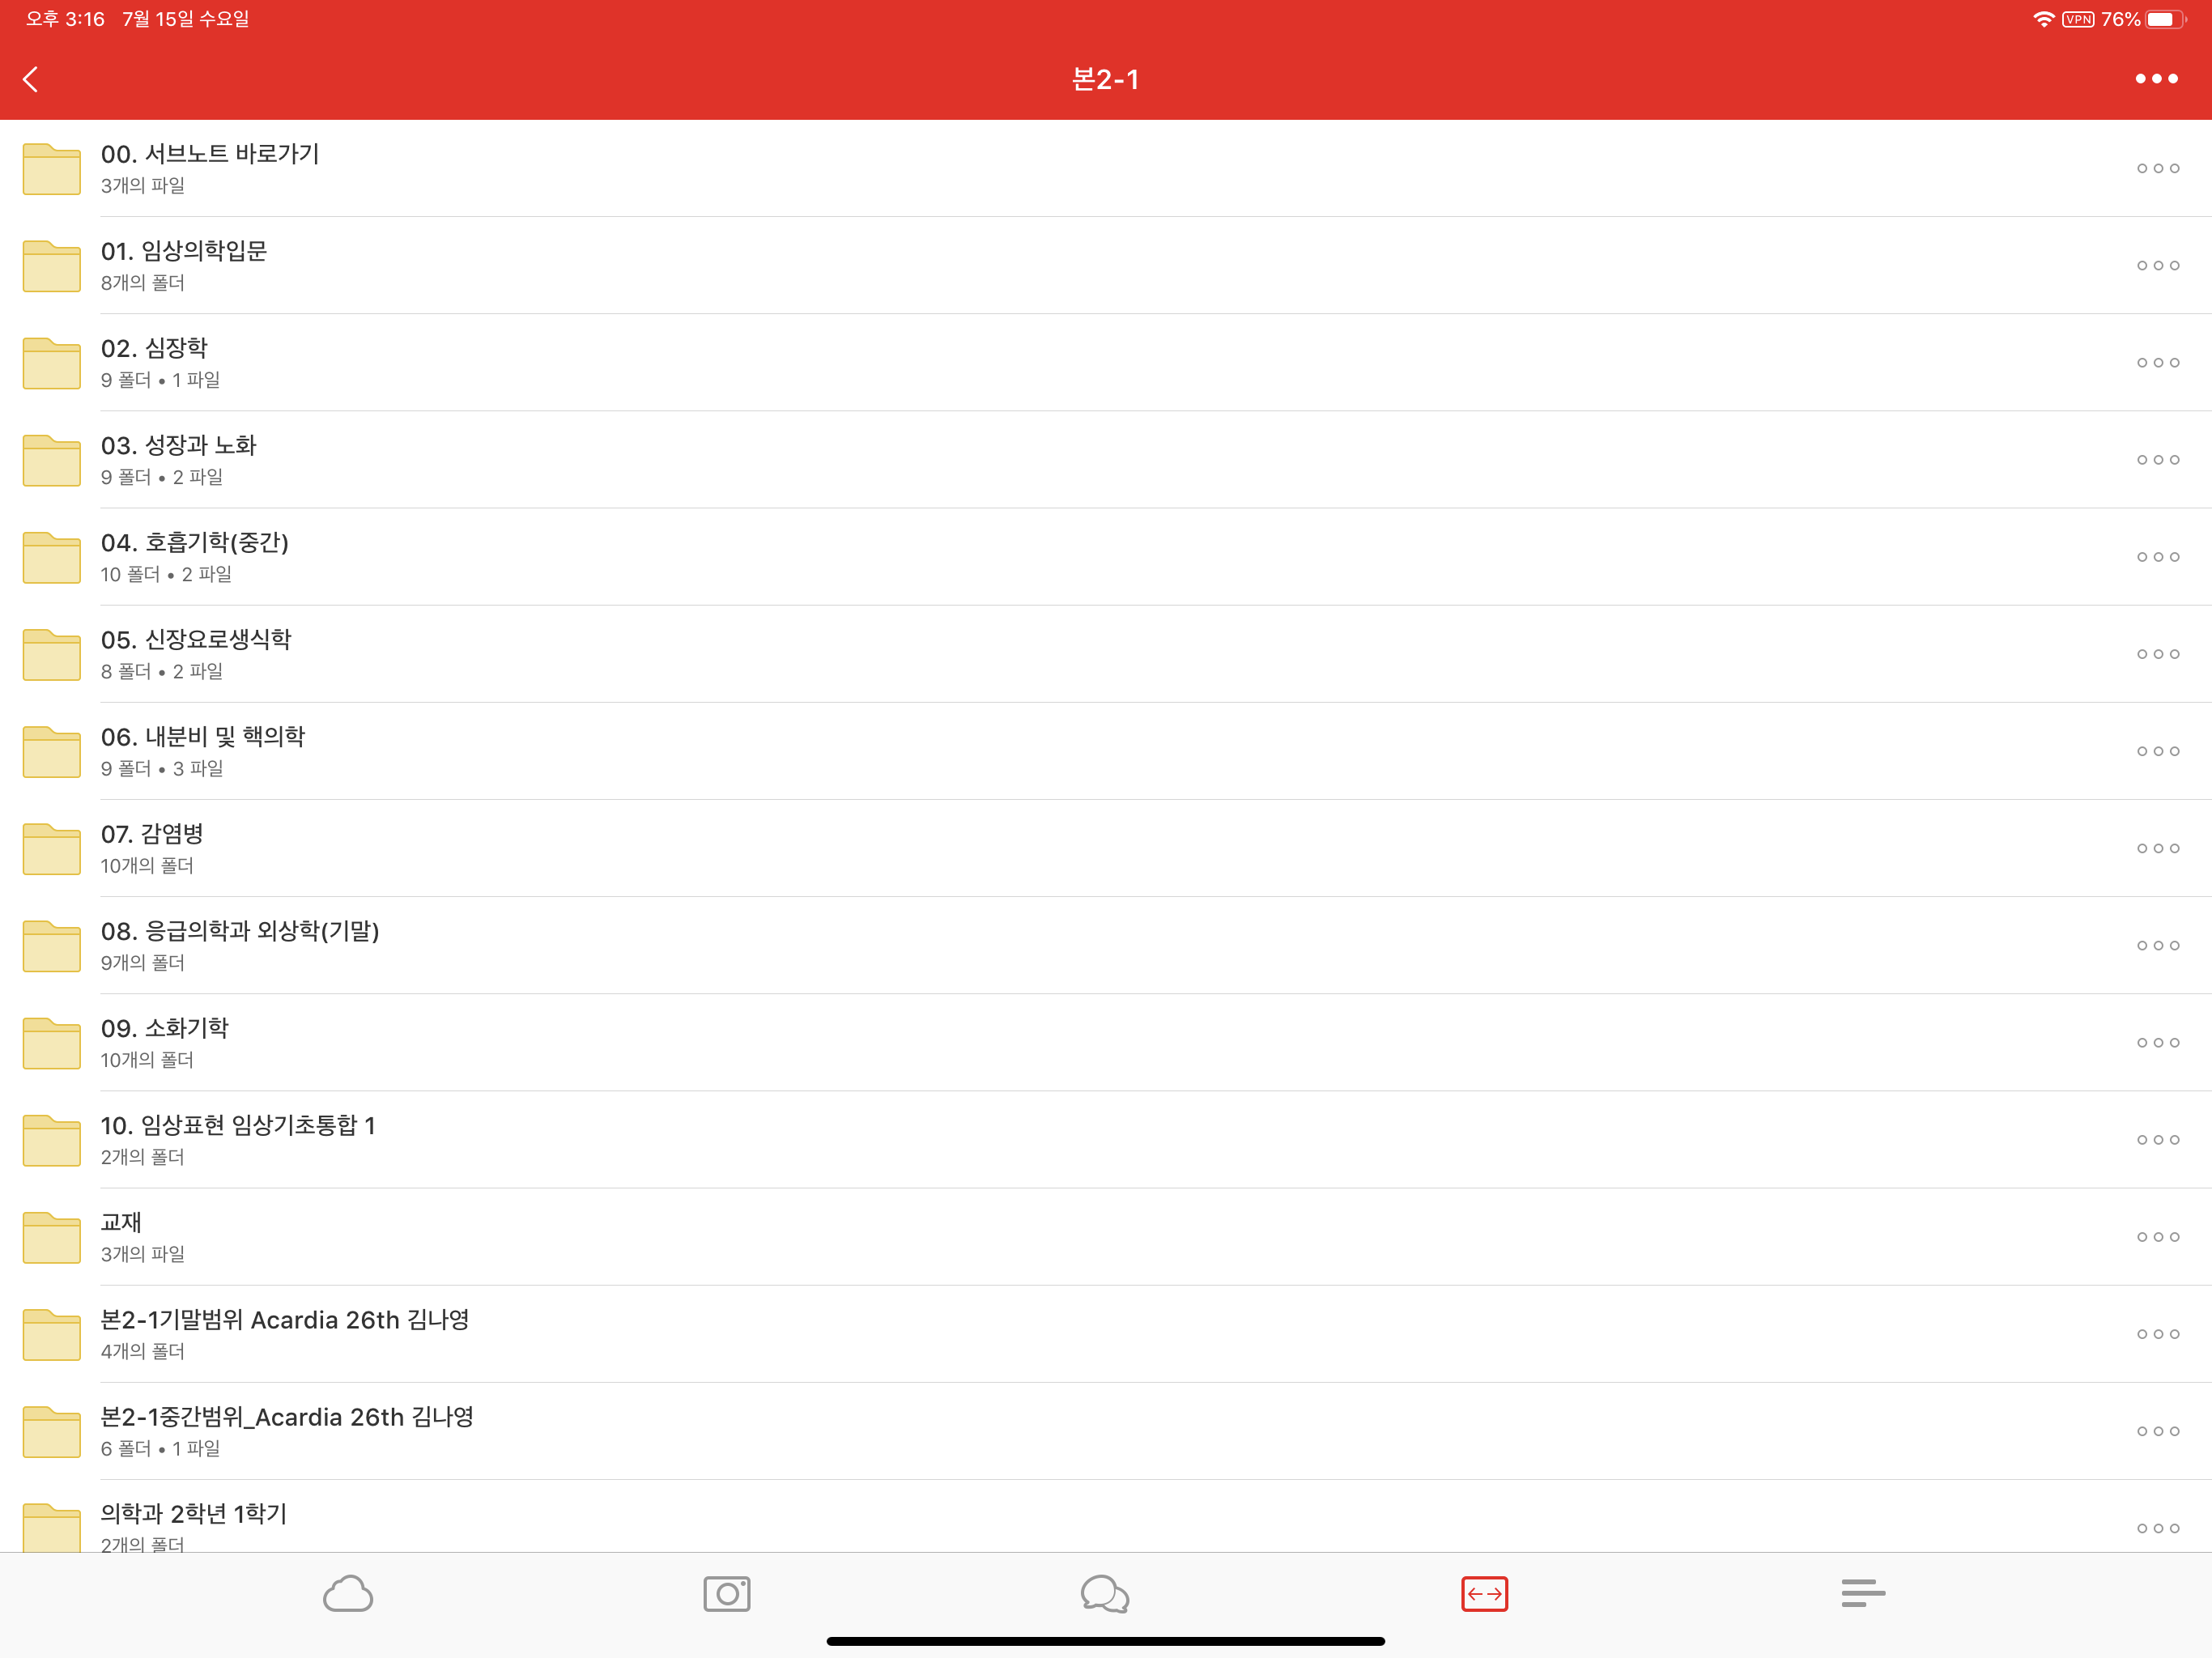 오후 3:16 7월 15일 수요일
VPN 76%
본2-1
00. 서브노트 바로가기
3개의 파일
01. 임상의학입문
8개의 폴더
02. 심장학
9 폴더 • 1 파일
03. 성장과 노화
9 폴더 • 2 파일
04. 호흡기학(중간)
10 폴더 • 2 파일
05. 신장요로생식학
8 폴더 • 2 파일
06. 내분비 및 핵의학
9 폴더 • 3 파일
07. 감염병
10개의 폴더
08. 응급의학과 외상학(기말)
9개의 폴더
09. 소화기학
10개의 폴더
10. 임상표현 임상기초통합 1
2개의 폴더
교재
3개의 파일
본2-1기말범위 Acardia 26th 김나영
4개의 폴더
본2-1중간범위_Acardia 26th 김나영
6 폴더 • 1 파일
의학과 2학년 1학기
2개의 폴더